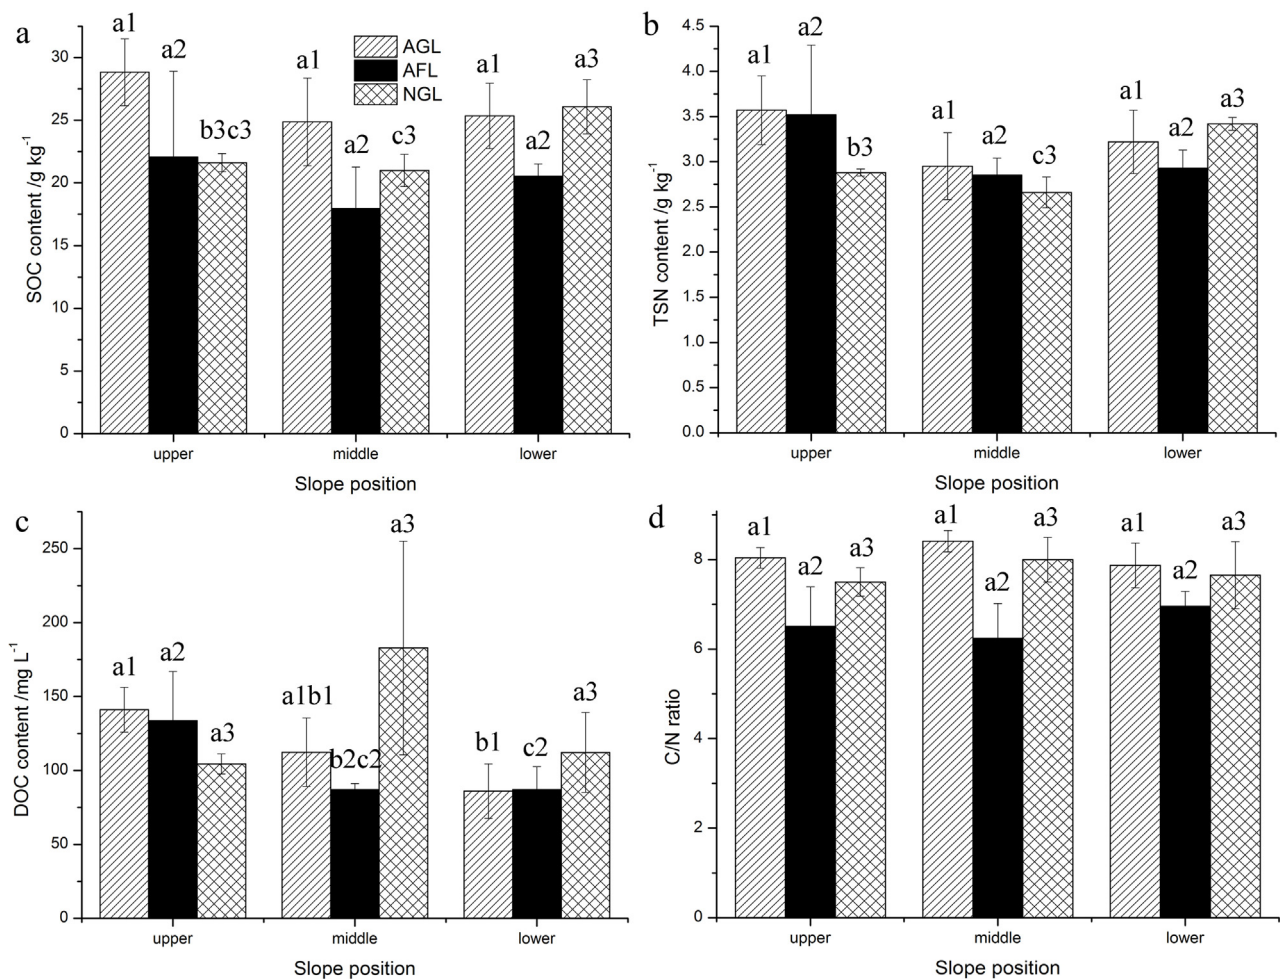 a
SOC content /g kg-1
30
25
20
15
10
5
0
a1
a2
b3c3
a1
a2
c3
a1
a2
a3
AGL
AFL
NGL
upper
middle
lower
Slope position
b
TSN content /g kg-1
4.5
4.0
3.5
3.0
2.5
2.0
1.5
1.0
0.5
0.0
a1
a2
b3
a1
a2
c3
a1
a2
a3
upper
middle
lower
Slope position
c
DOC content /mg L-1
250
200
150
100
50
0
a1
a2
a3
a1b1
b2c2
a3
b1
c2
a3
upper
middle
lower
Slope position
d
C/N ratio
8
6
4
2
0
a1
a2
a3
a1
a2
a3
a1
a2
a3
upper
middle
lower
Slope position